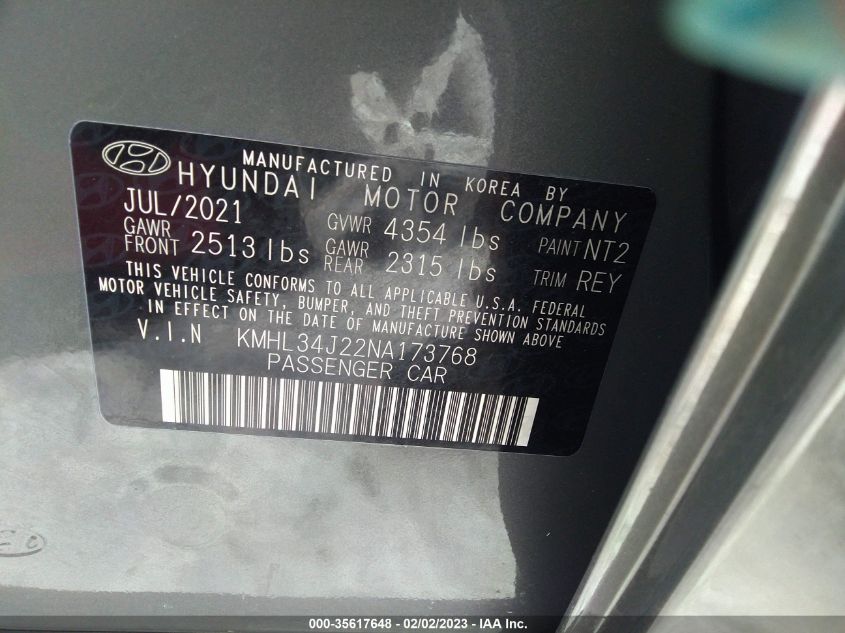 MANUFACTURED IN KOREA BY
HYUNDAI MOTOR COMPANY
JUL/2021 GVWR 4354 lbs PAINT NT2
GAWR FRONT 2513 lbs GAWR REAR 2315 lbs TRIM REY
THIS VEHICLE CONFORMS TO ALL APPLICABLE U.S.A. FEDERAL
MOTOR VEHICLE SAFETY, BUMPER, AND THEFT PREVENTION STANDARDS
IN EFFECT ON THE DATE OF MANUFACTURE SHOWN ABOVE.
V.I.N KMHL34J22NA173768
PASSENGER CAR
000-35617648 - 02/02/2023 - IAA Inc.